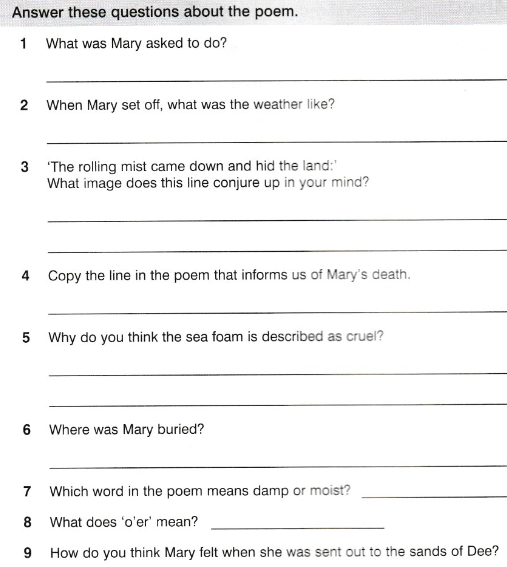 Answer these questions about the poem.
1 What was Mary asked to do?
2 When Mary set off, what was the weather like?
3 'The rolling mist came down and hid the land:'
What image does this line conjure up in your mind?
4 Copy the line in the poem that informs us of Mary's death.
5 Why do you think the sea foam is described as cruel?
6 Where was Mary buried?
7 Which word in the poem means damp or moist?
8 What does 'o'er' mean?
9 How do you think Mary felt when she was sent out to the sands of Dee?